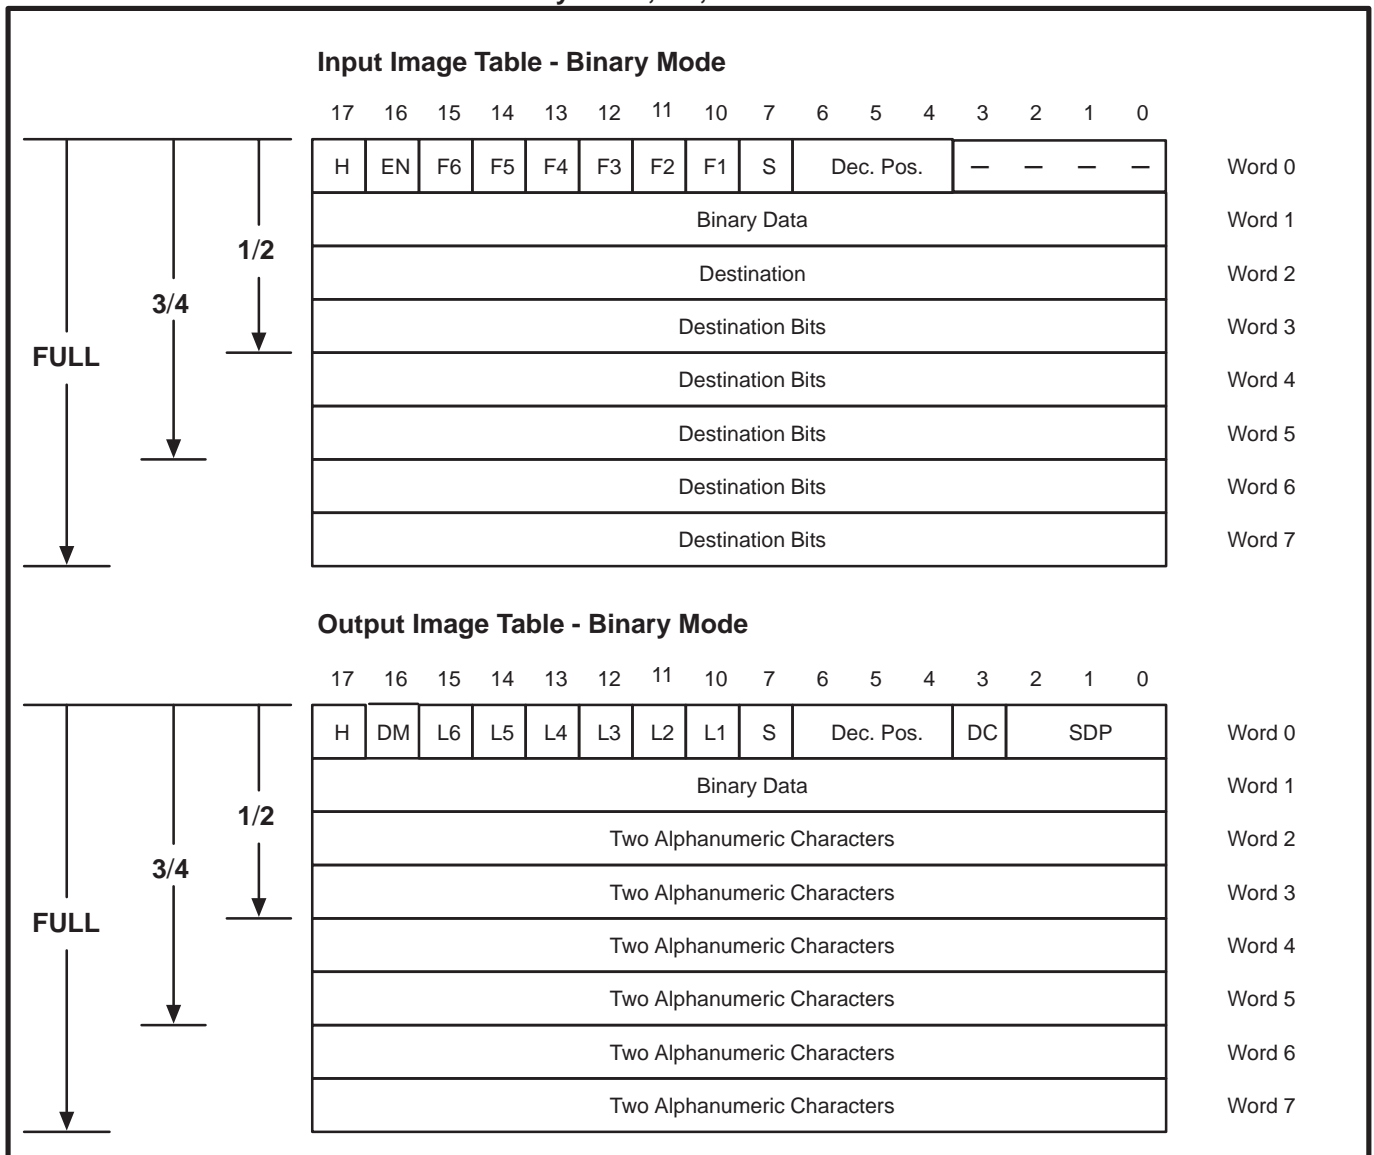 Input Image Table - Binary Mode
17 16 15 14 13 12 11 10 7 6 5 4 3 2 1 0
H EN F6 F5 F4 F3 F2 F1 S Dec. Pos. — — — — Word 0
Binary Data Word 1
1/2
Destination Word 2
3/4
Destination Bits Word 3
FULL
Destination Bits Word 4
Destination Bits Word 5
Destination Bits Word 6
Destination Bits Word 7
Output Image Table - Binary Mode
17 16 15 14 13 12 11 10 7 6 5 4 3 2 1 0
H DM L6 L5 L4 L3 L2 L1 S Dec. Pos. DC SDP Word 0
Binary Data Word 1
1/2
Two Alphanumeric Characters Word 2
3/4
Two Alphanumeric Characters Word 3
FULL
Two Alphanumeric Characters Word 4
Two Alphanumeric Characters Word 5
Two Alphanumeric Characters Word 6
Two Alphanumeric Characters Word 7